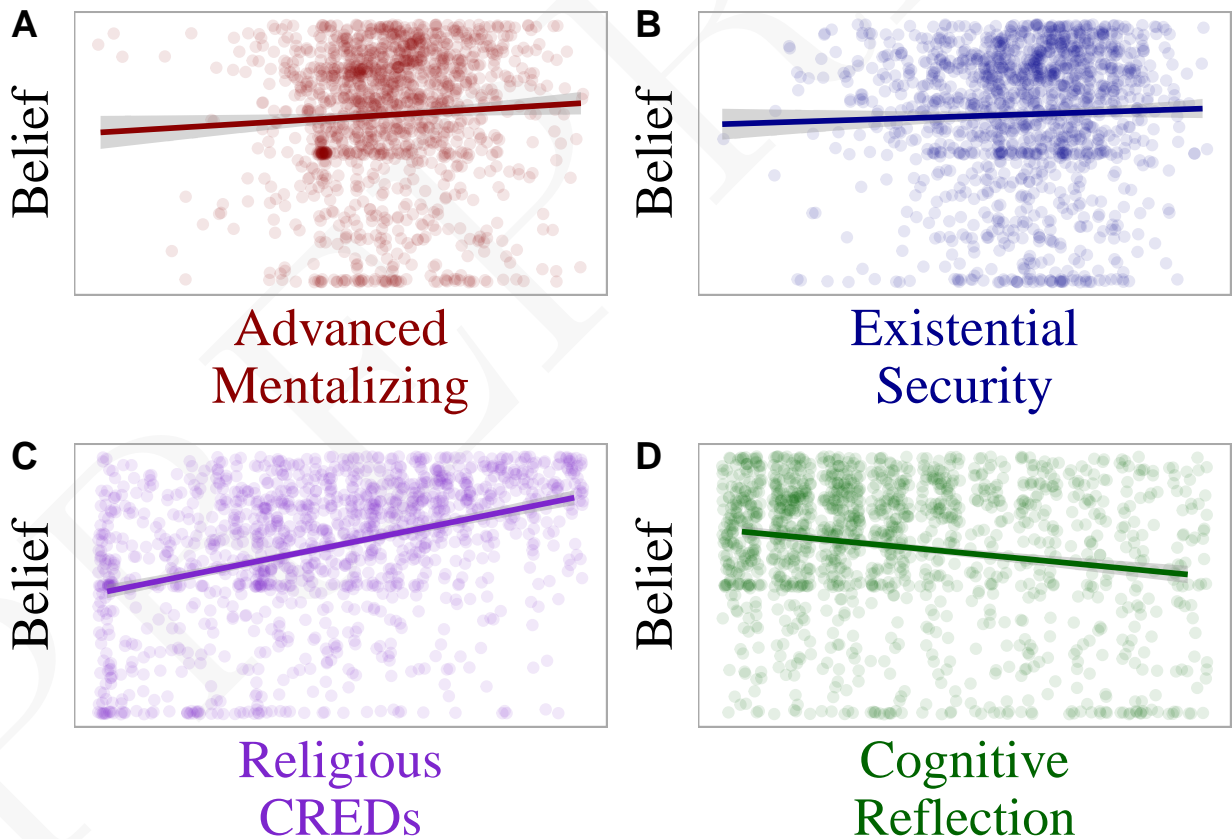 A
Belief
Advanced
Mentalizing
B
Belief
Existential
Security
C
Belief
Religious
CREDs
D
Belief
Cognitive
Reflection